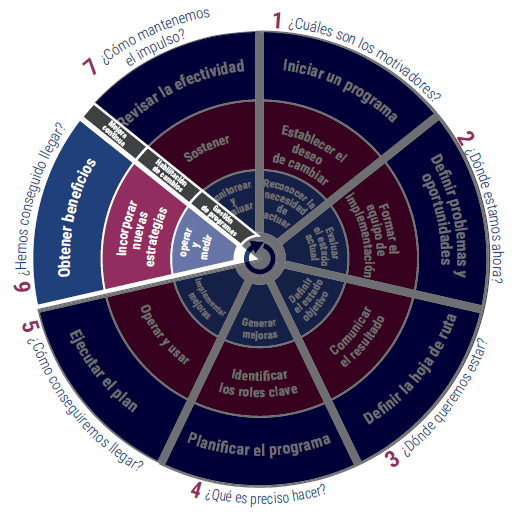 1 ¿Cuáles son los motivadores?
Iniciar un programa
Establecer el
deseo
de cambiar
Reconocer la
necesidad
de
actuar
2 ¿Dónde estamos ahora?
Definir problemas y
oportunidades
Formar el
equipo de
implementación
Evaluar
el estado
actual
3 ¿Dónde queremos estar?
Definir la hoja de ruta
Comunicar
el resultado
Definir
el estado
objetivo
4 ¿Qué es preciso hacer?
Planificar el programa
Identificar
los roles clave
Generar
mejoras
5 ¿Cómo conseguiremos llegar?
Ejecutar el plan
Operar y usar
Implementar
mejoras
6 ¿Hemos conseguido llegar?
Obtener beneficios
Incorporar
nuevas
estrategias
operar
y
medir
7 ¿Cómo mantenemos
el impulso?
Revisar la efectividad
Sostener
y
Mejora
continua
Habilitación
de cambios
Gestión
de programas